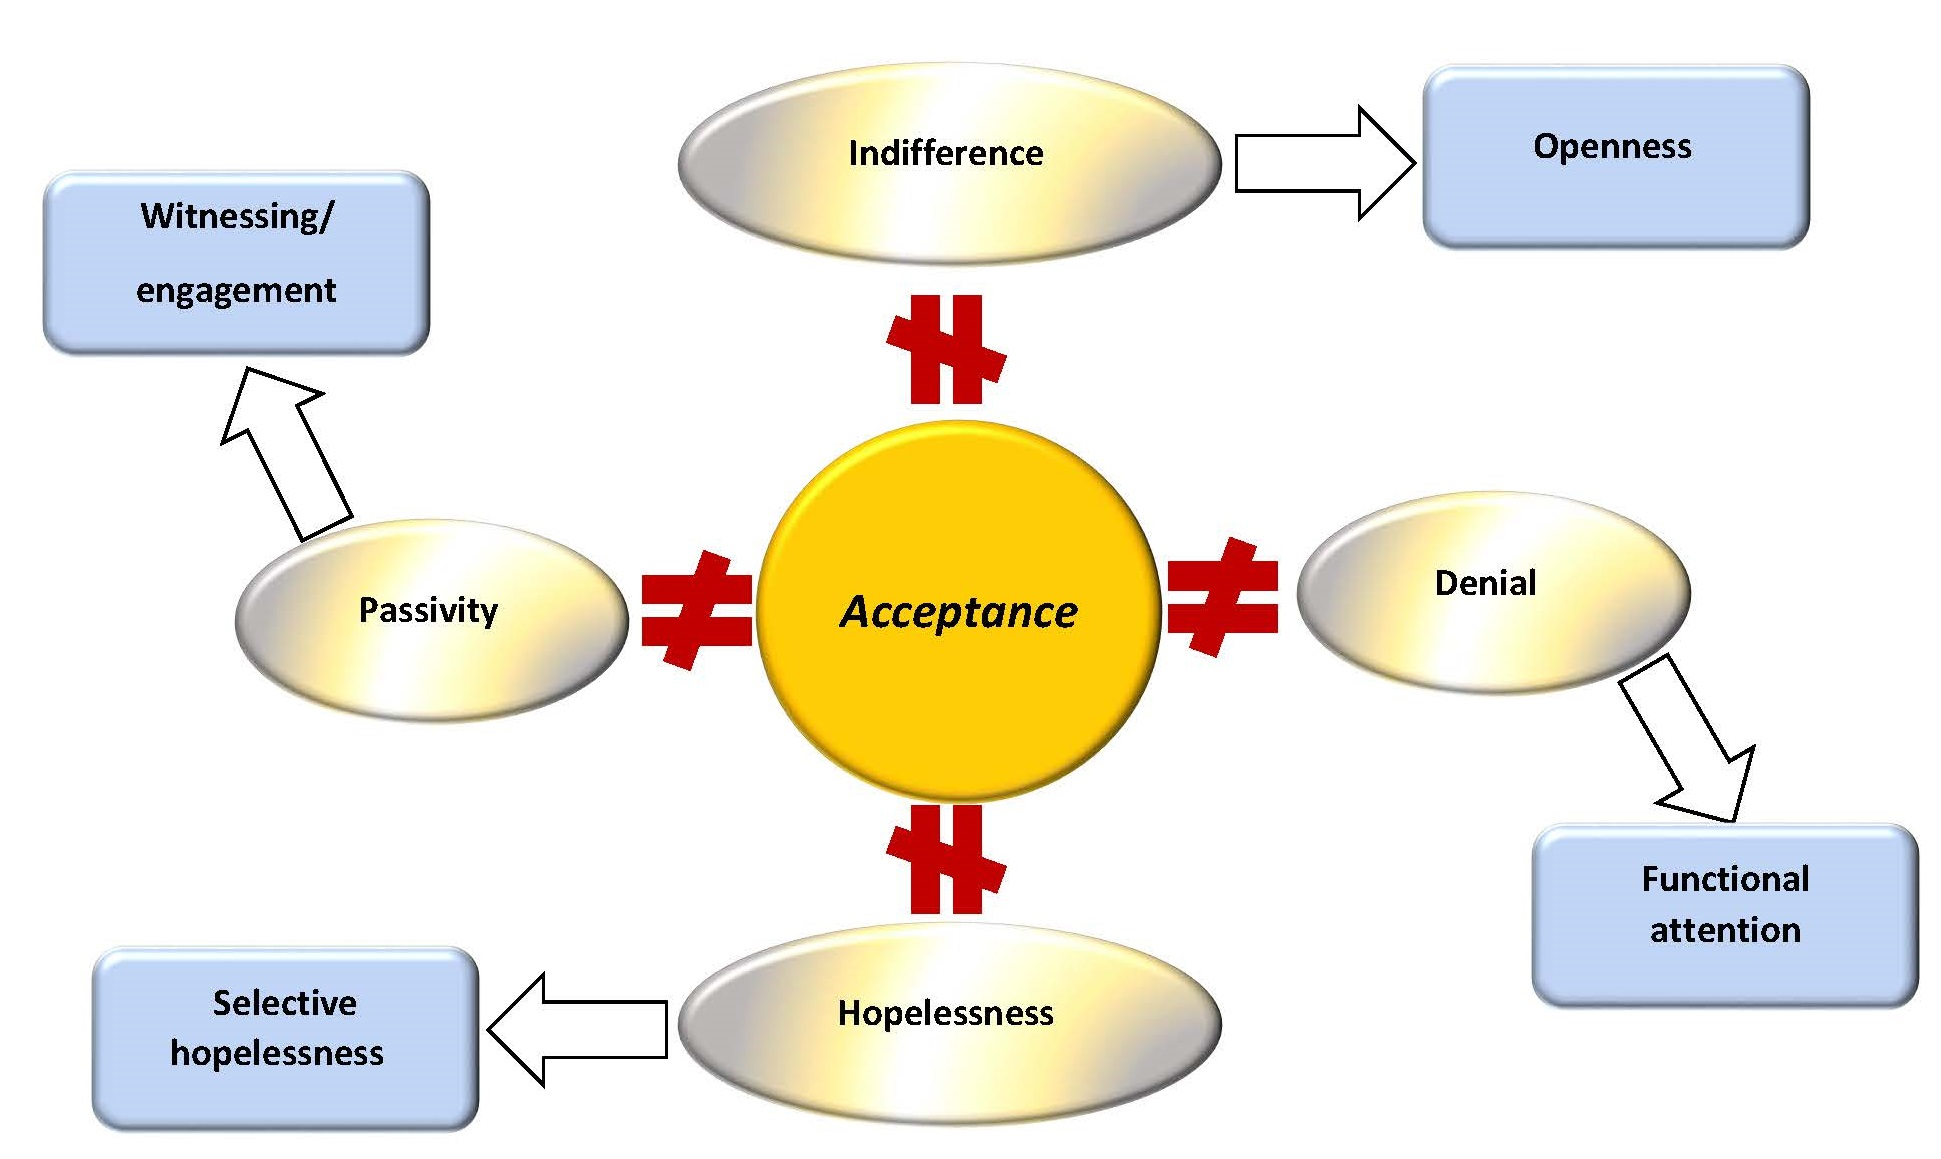 Indifference
Openness
Witnessing/
engagement
Passivity
Acceptance
Denial
Functional
attention
Selective
hopelessness
Hopelessness